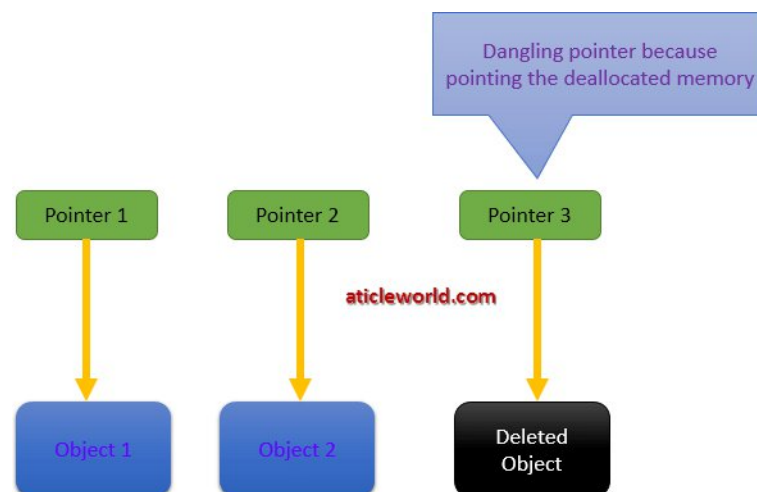 Dangling pointer because
pointing the deallocated memory
Pointer 1
Pointer 2
Pointer 3
aticleworld.com
Object 1
Object 2
Deleted
Object